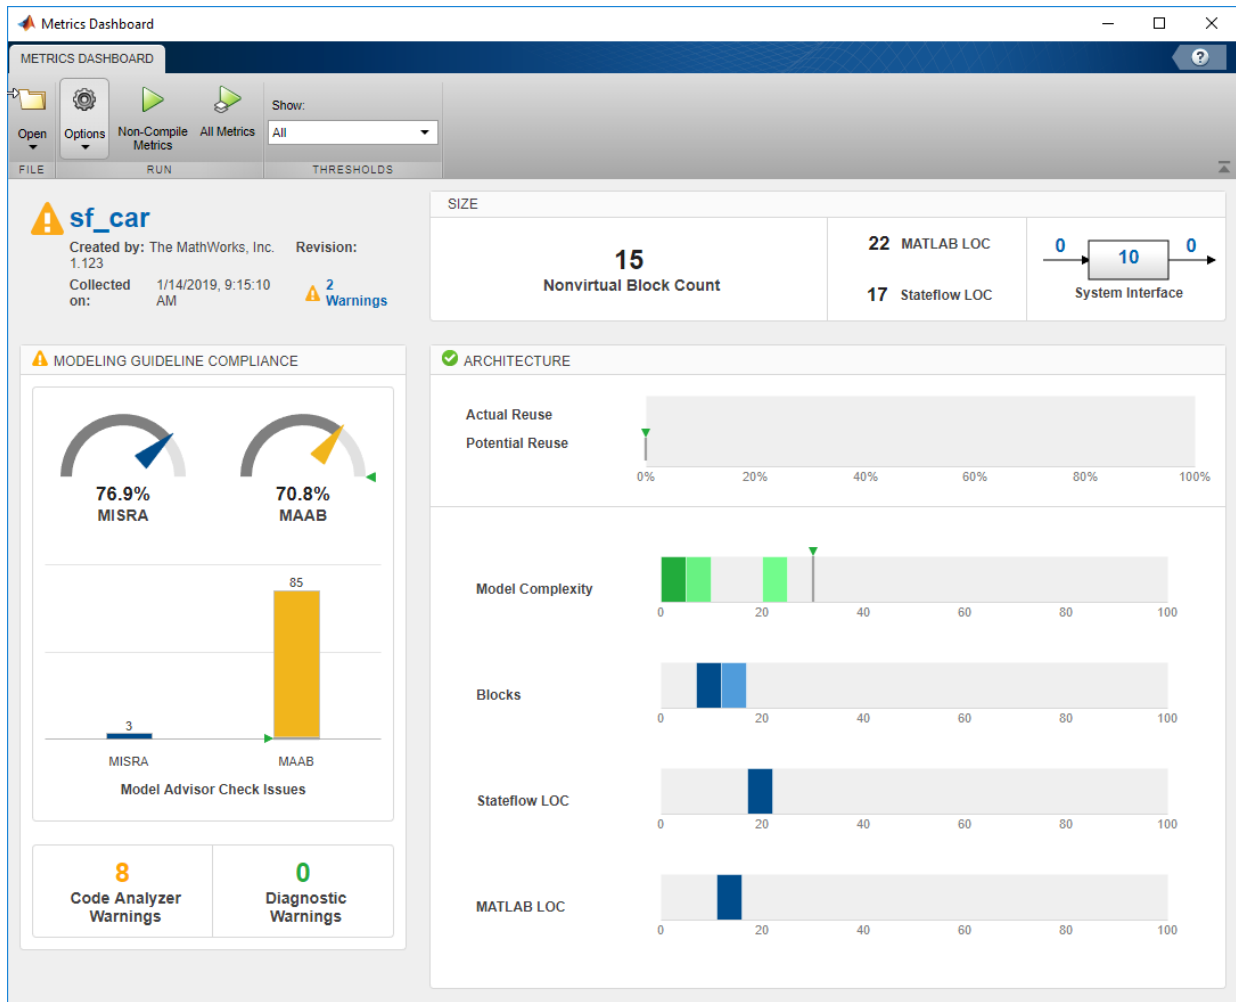 Metrics Dashboard
METRICS DASHBOARD
?
Open
Options
Non-Compile
Metrics
All Metrics
Show:
All
FILE
RUN
THRESHOLDS
sf_car
Created by: The MathWorks, Inc. Revision:
1.123
Collected 1/14/2019, 9:15:10
on: AM
2
Warnings
SIZE
15
Nonvirtual Block Count
22 MATLAB LOC
17 Stateflow LOC
0 10 0
System Interface
MODELING GUIDELINE COMPLIANCE
76.9%
MISRA
70.8%
MAAB
85
3
MISRA MAAB
Model Advisor Check Issues
8
Code Analyzer
Warnings
0
Diagnostic
Warnings
ARCHITECTURE
Actual Reuse
Potential Reuse
0% 20% 40% 60% 80% 100%
Model Complexity
0 20 40 60 80 100
Blocks
0 20 40 60 80 100
Stateflow LOC
0 20 40 60 80 100
MATLAB LOC
0 20 40 60 80 100